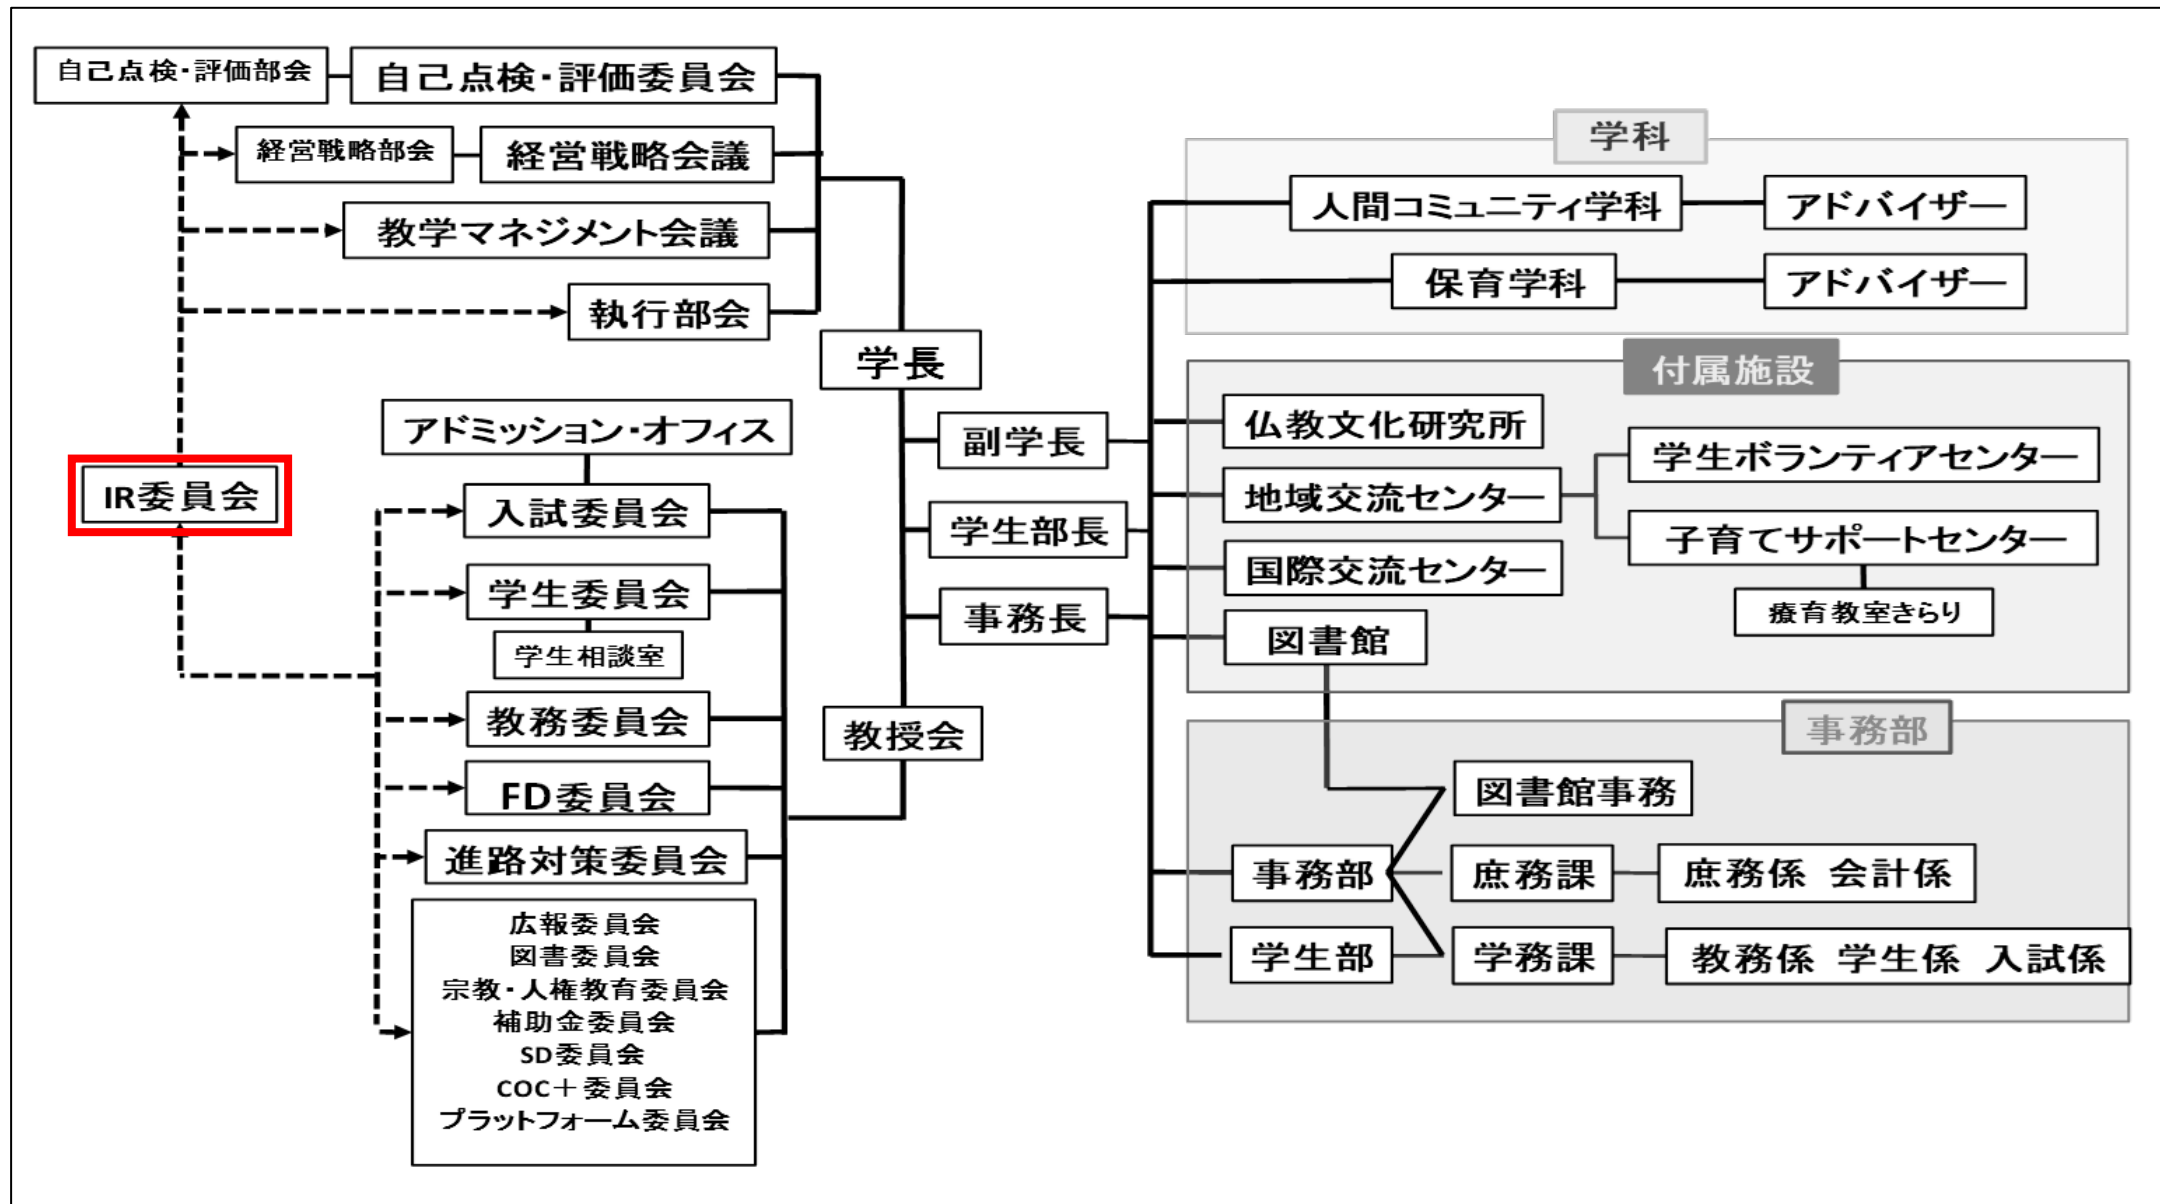 自己点検・評価部会
自己点検・評価委員会
経営戦略部会
経営戦略会議
教学マネジメント会議
執行部会
学長
アドミッション・オフィス
IR委員会
入試委員会
学生委員会
学生相談室
教務委員会
FD委員会
進路対策委員会
広報委員会
図書委員会
宗教・人権教育委員会
補助金委員会
SD委員会
COC＋委員会
プラットフォーム委員会
副学長
学生部長
事務長
教授会
学科
人間コミュニティ学科
アドバイザー
保育学科
アドバイザー
付属施設
仏教文化研究所
地域交流センター
学生ボランティアセンター
子育てサポートセンター
療育教室きらり
国際交流センター
図書館
事務部
図書館事務
事務部
庶務課
庶務係 会計係
学生部
学務課
教務係 学生係 入試係